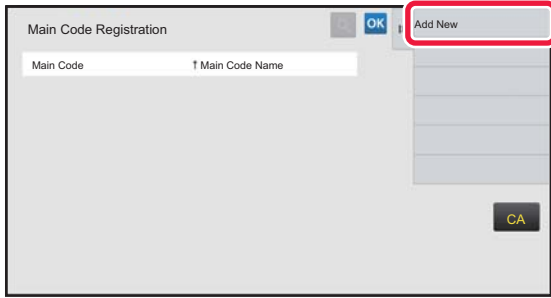 Main Code Registration
OK
Add New
Main Code
↑ Main Code Name
CA